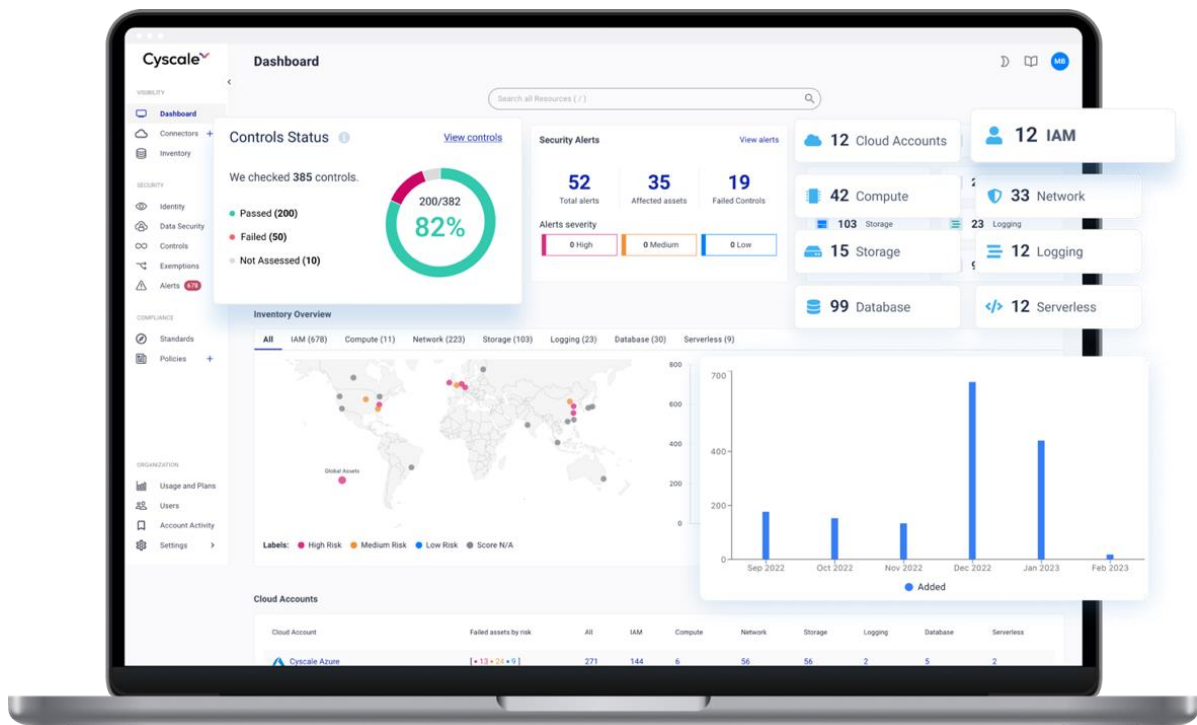 Cyscale
Dashboard
MB
VISIBILITY
Dashboard
Connectors +
Inventory
SECURITY
Identity
Data Security
Controls
Exemptions
Alerts 678
COMPLIANCE
Standards
Policies +
ORGANIZATION
Usage and Plans
Users
Account Activity
Settings >
Search all Resources ( / )
Controls Status
View controls
We checked 385 controls.
Passed (200)
Failed (50)
Not Assessed (10)
200/382
82%
Security Alerts
View alerts
52
35
19
Total alerts
Affected assets
Failed Controls
Alerts severity
0 High
0 Medium
0 Low
12 Cloud Accounts
12 IAM
42 Compute
33 Network
103 Storage
23 Logging
15 Storage
12 Logging
99 Database
12 Serverless
Inventory Overview
All
IAM (678)
Compute (11)
Network (223)
Storage (103)
Logging (23)
Database (30)
Serverless (9)
Global Assets
Labels:
High Risk
Medium Risk
Low Risk
Score N/A
800
600
400
200
0
700
400
200
0
Sep 2022
Oct 2022
Nov 2022
Dec 2022
Jan 2023
Feb 2023
Added
Cloud Accounts
Cloud Account
Failed assets by risk
All
IAM
Compute
Network
Storage
Logging
Database
Serverless
Cyscale Azure
[ • 13 • 24 • 9 ]
271
144
6
56
56
2
5
2